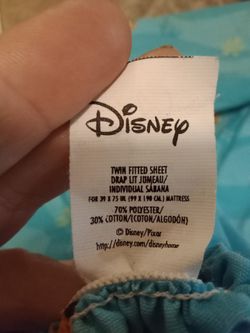 Disney
TWIN FITTED SHEET
DRAP LIT JUMEAU/
INDIVIDUAL SÁBANA
FOR 39 X 75 IN. (99 X 190 CM) MATTRESS
70% POLYESTER/
30% COTTON/(COTON/ALGODÓN)
© Disney/Pixar
http://disney.com/disneyhome